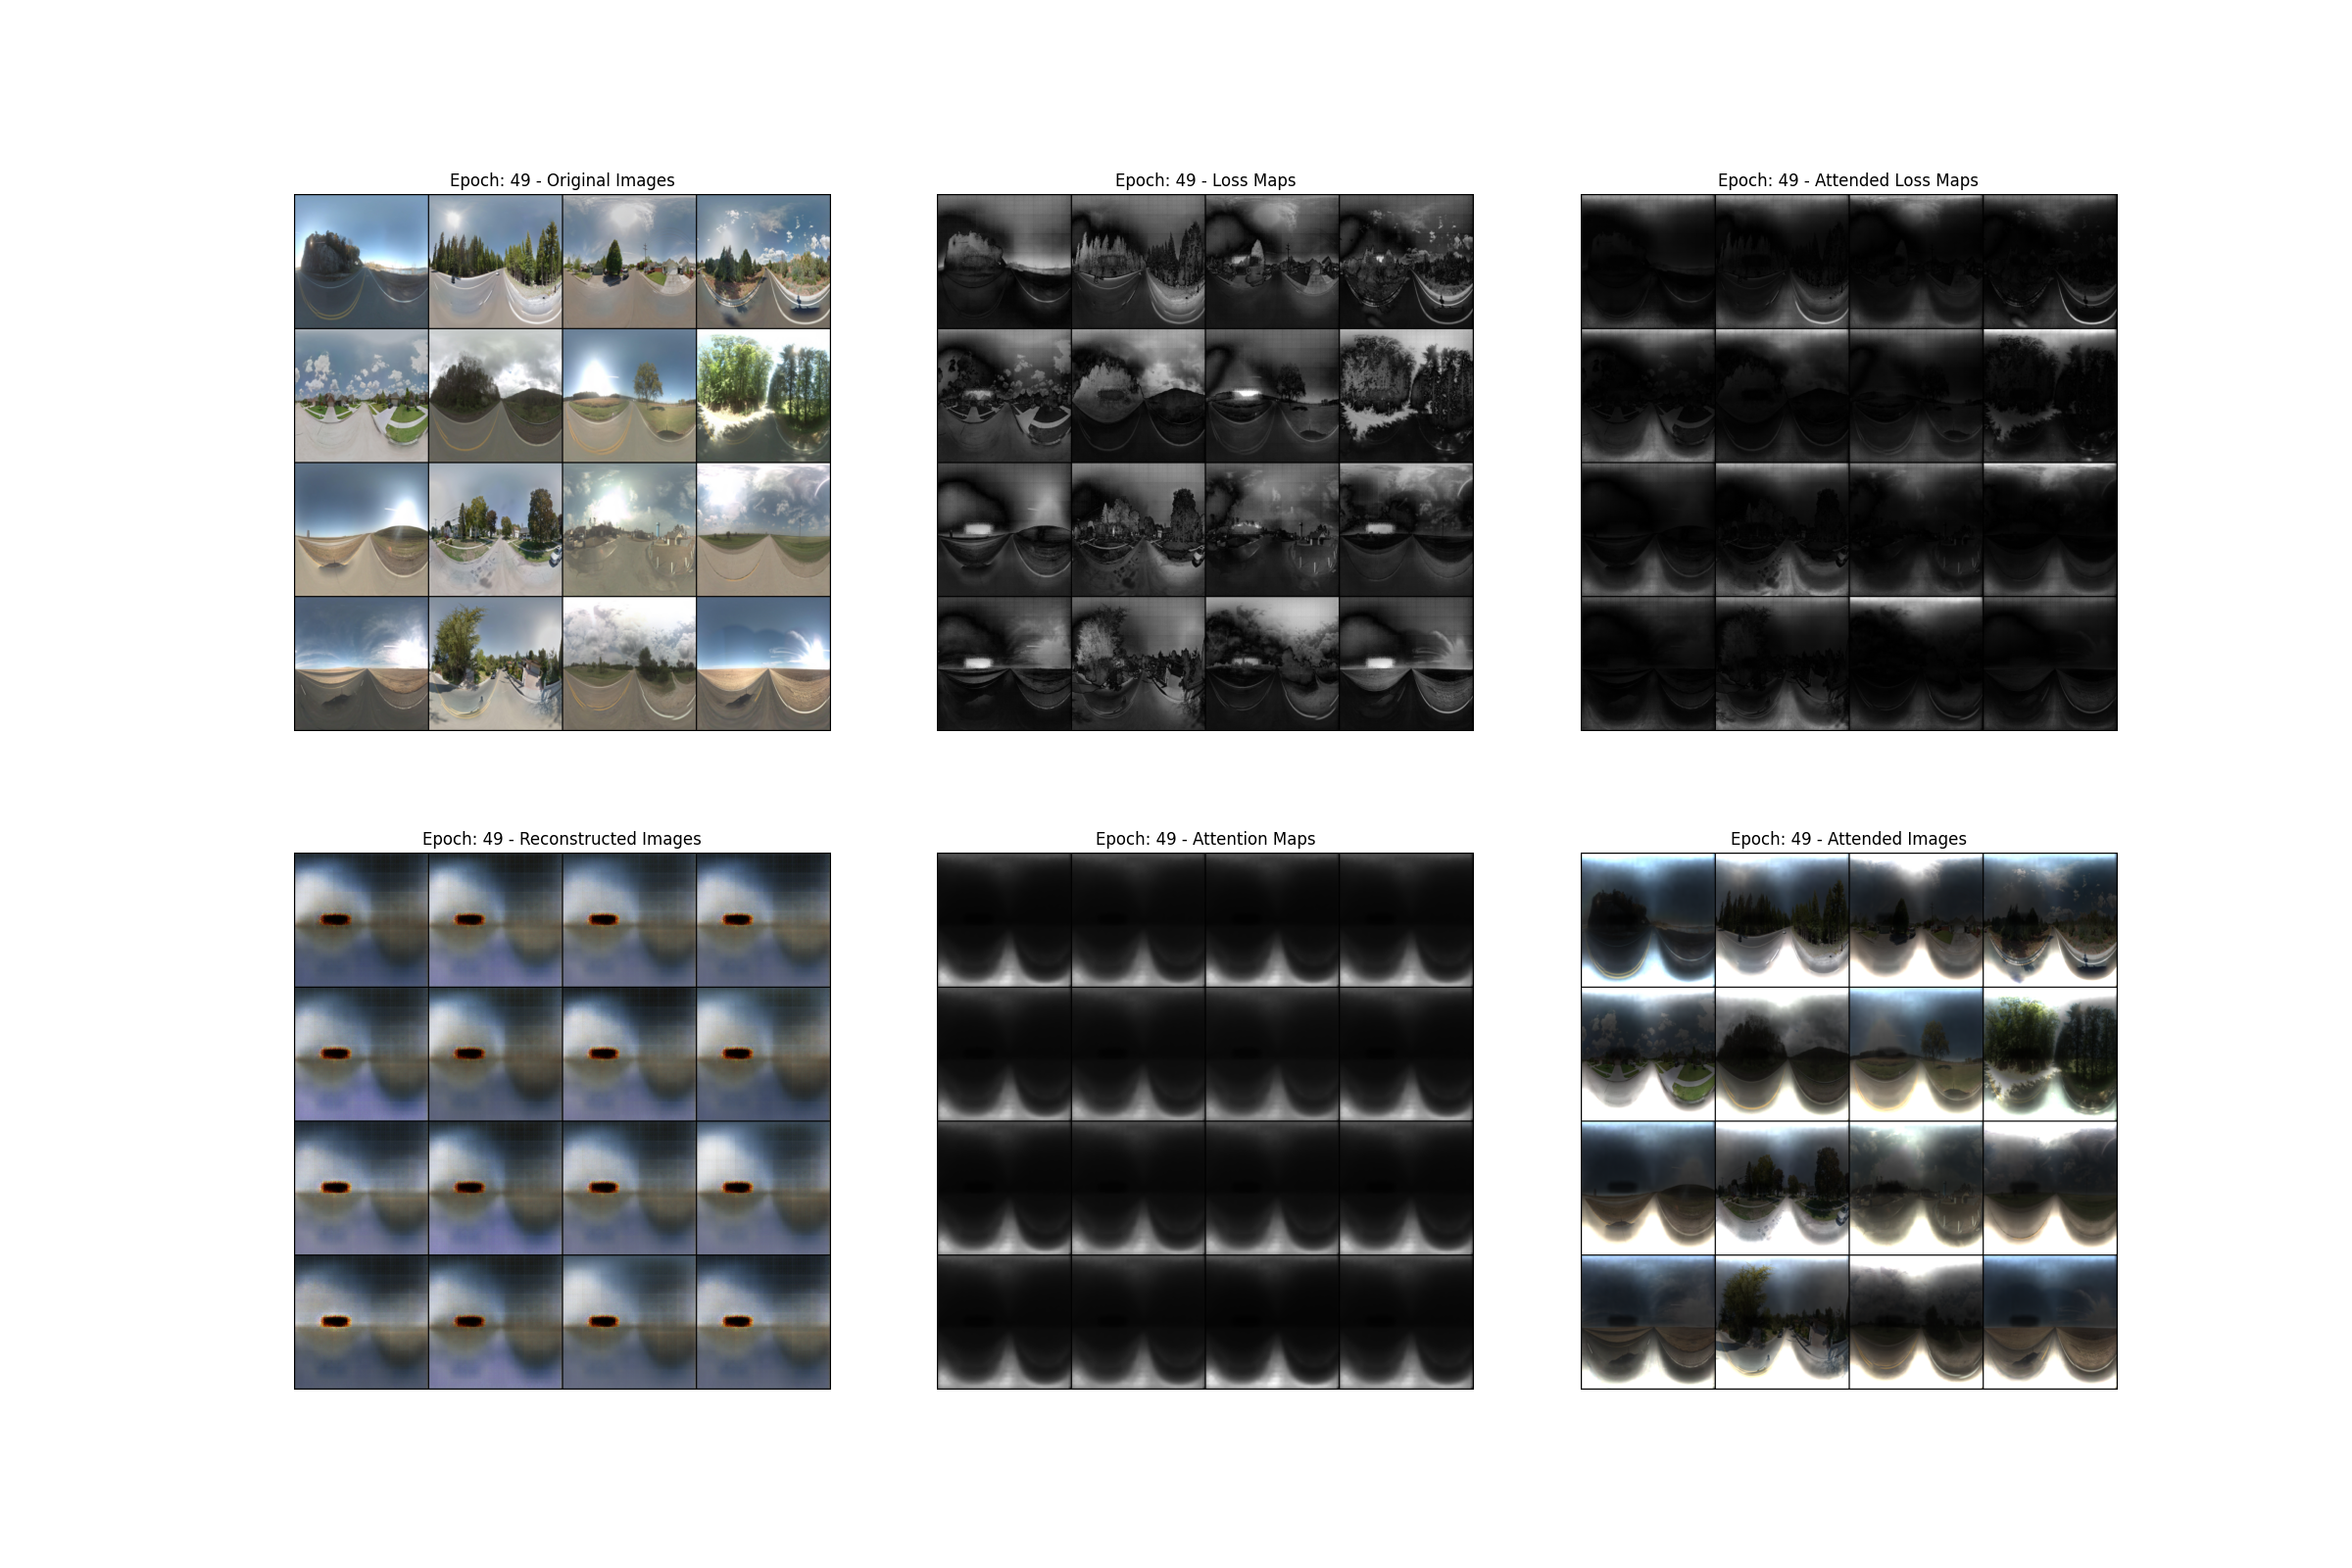 Epoch: 49 - Original Images
Epoch: 49 - Loss Maps
Epoch: 49 - Attended Loss Maps
Epoch: 49 - Reconstructed Images
Epoch: 49 - Attention Maps
Epoch: 49 - Attended Images